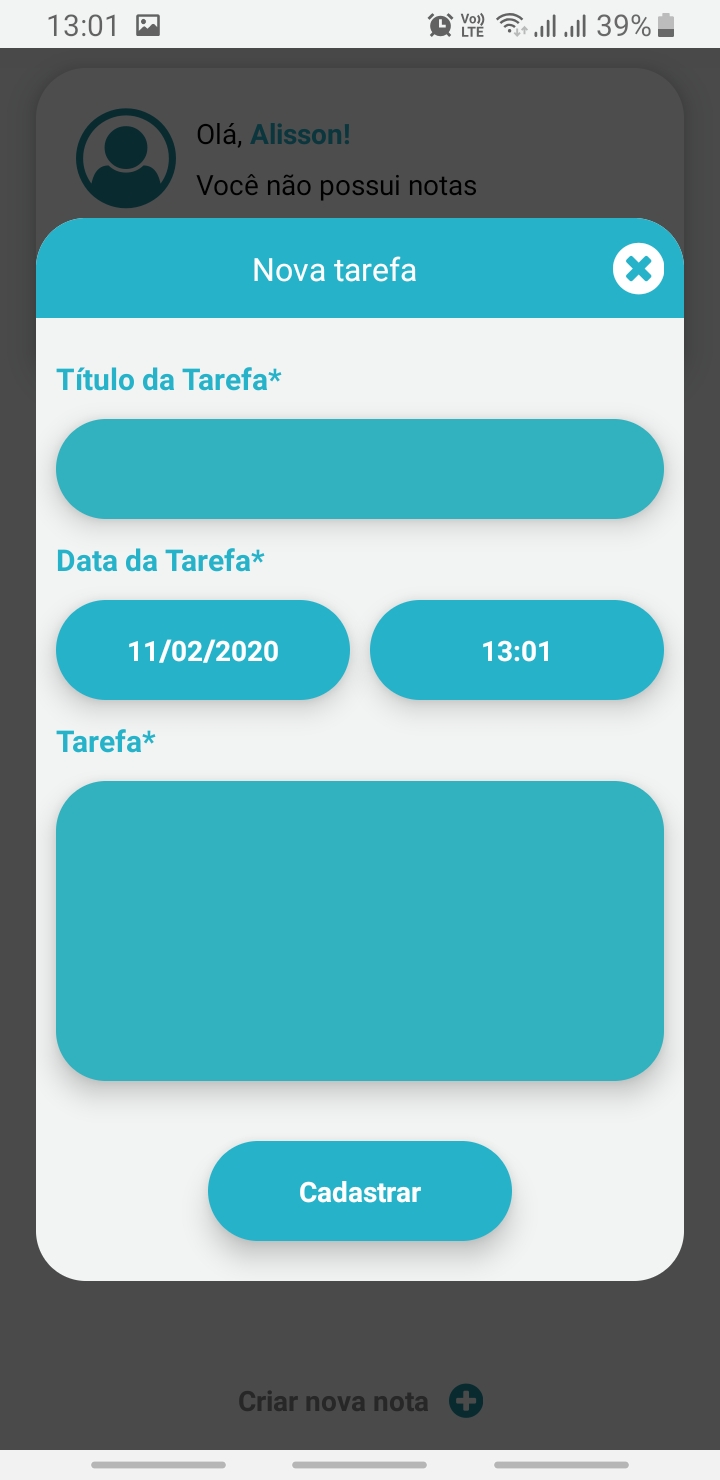 13:01 Vo)) LTE 39%
Olá, Alisson!
Você não possui notas
Nova tarefa
Título da Tarefa*
Data da Tarefa*
11/02/2020 13:01
Tarefa*
Cadastrar
Criar nova nota